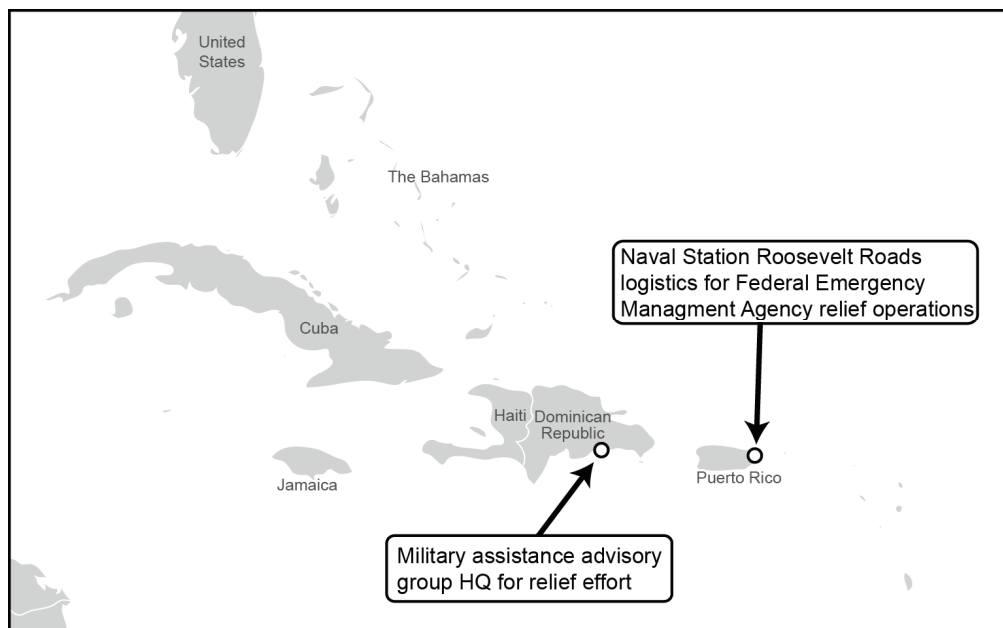 United
States
The Bahamas
Naval Station Roosevelt Roads
logistics for Federal Emergency
Managment Agency relief operations
Cuba
Haiti
Dominican
Republic
Jamaica
Puerto Rico
Military assistance advisory
group HQ for relief effort